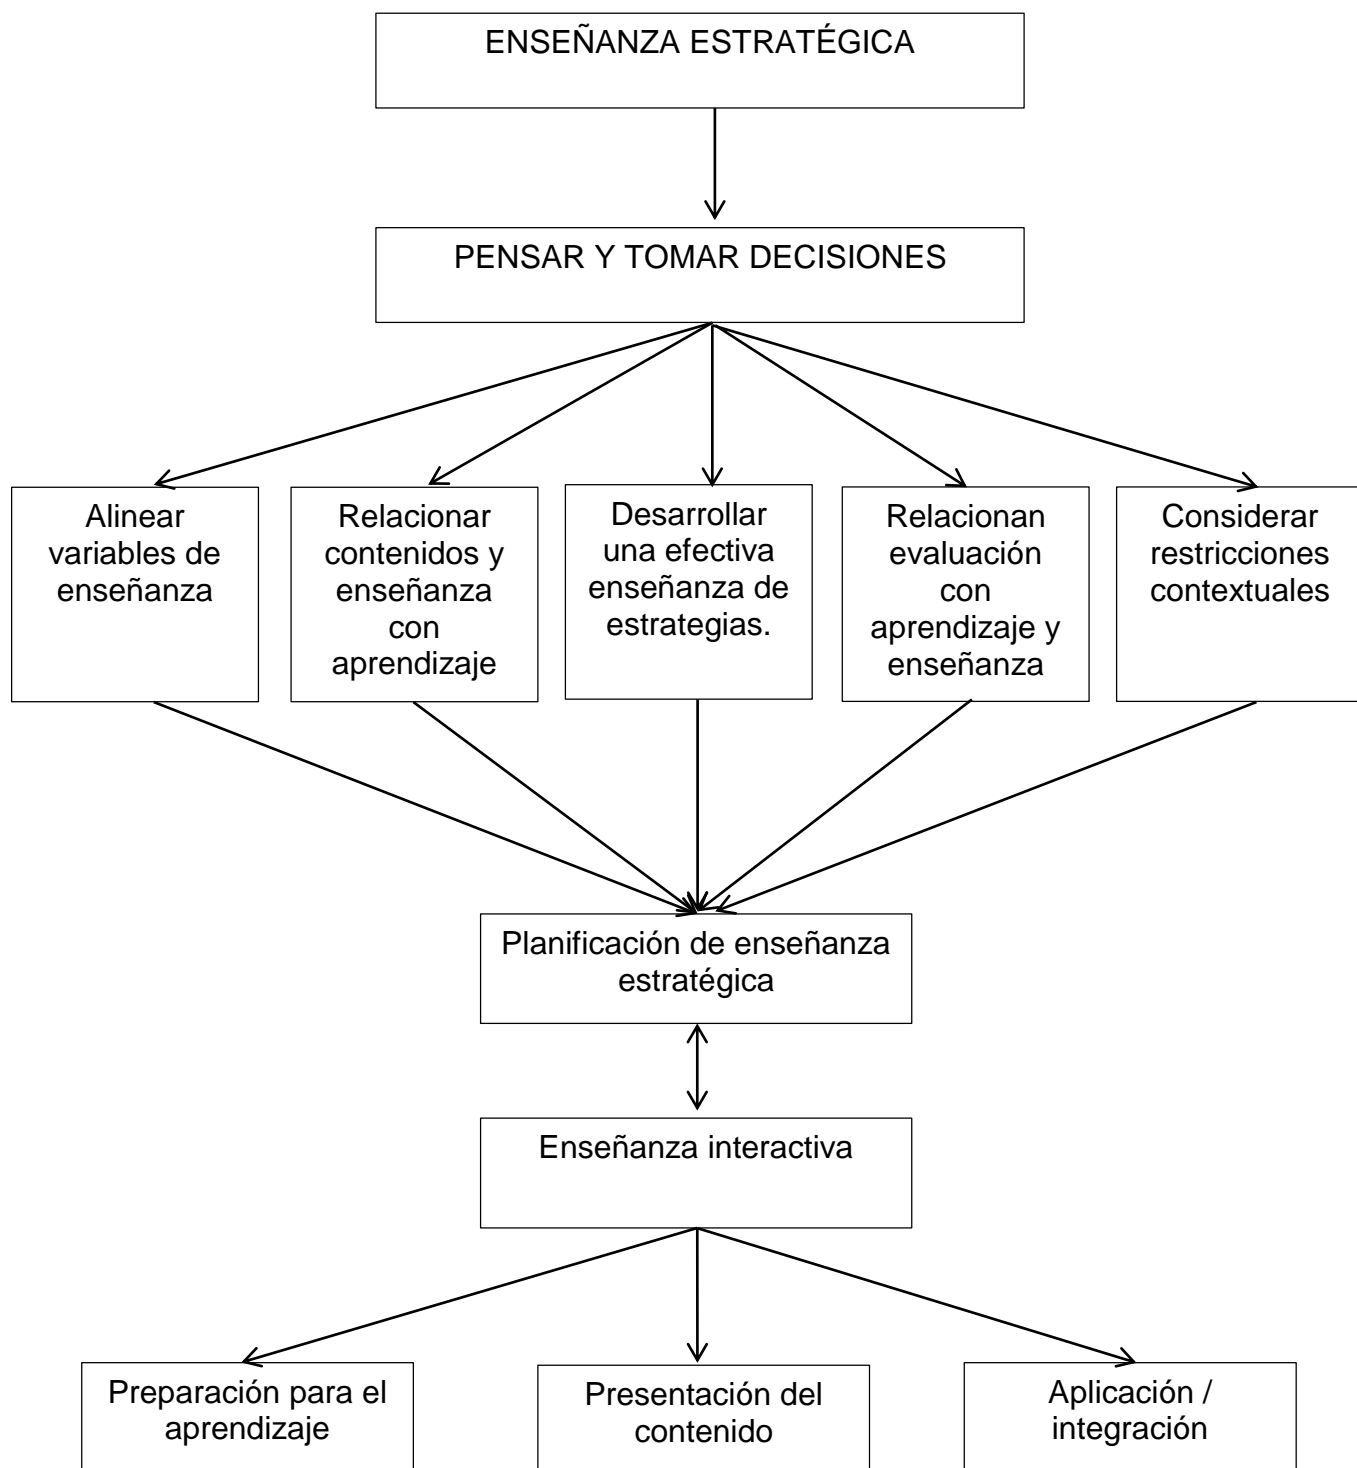 ENSEÑANZA ESTRATÉGICA
PENSAR Y TOMAR DECISIONES
Alinear
variables de
enseñanza
Relacionar
contenidos y
enseñanza
con
aprendizaje
Desarrollar
una efectiva
enseñanza de
estrategias.
Relacionan
evaluación
con
aprendizaje y
enseñanza
Considerar
restricciones
contextuales
Planificación de enseñanza
estratégica
Enseñanza interactiva
Preparación para el
aprendizaje
Presentación del
contenido
Aplicación /
integración